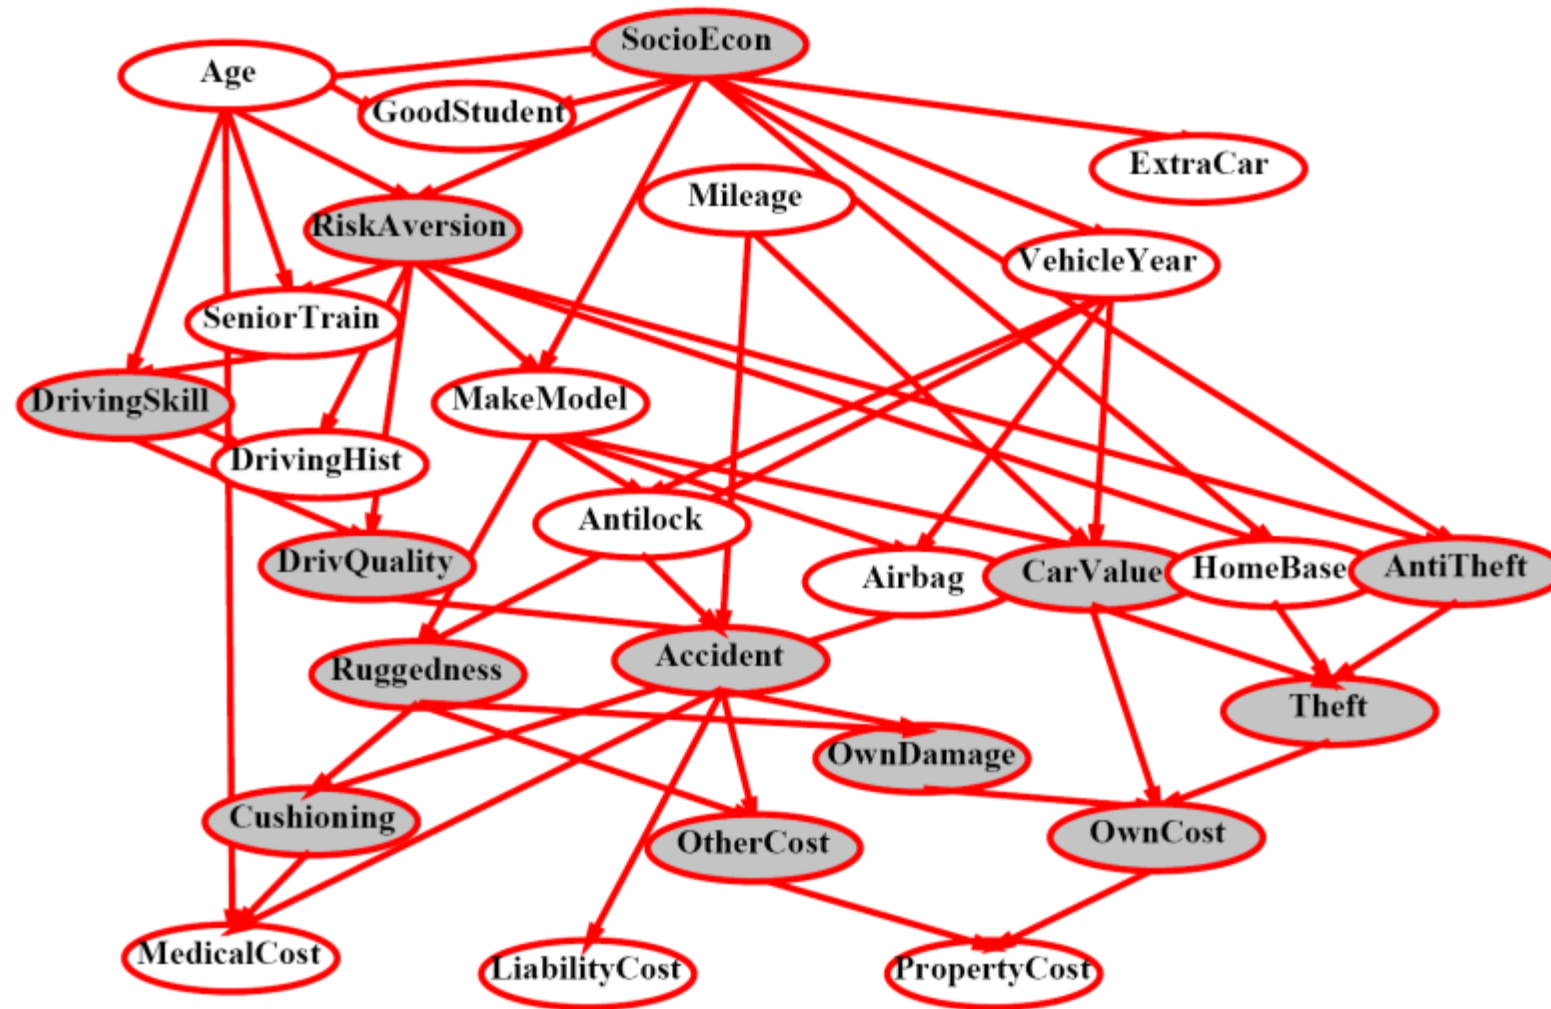 SocioEcon
Age
GoodStudent
ExtraCar
Mileage
RiskAversion
VehicleYear
SeniorTrain
DrivingSkill
MakeModel
DrivingHist
Antilock
DrivQuality
Airbag
CarValue
HomeBase
AntiTheft
Ruggedness
Accident
Theft
OwnDamage
Cushioning
OtherCost
OwnCost
MedicalCost
LiabilityCost
PropertyCost